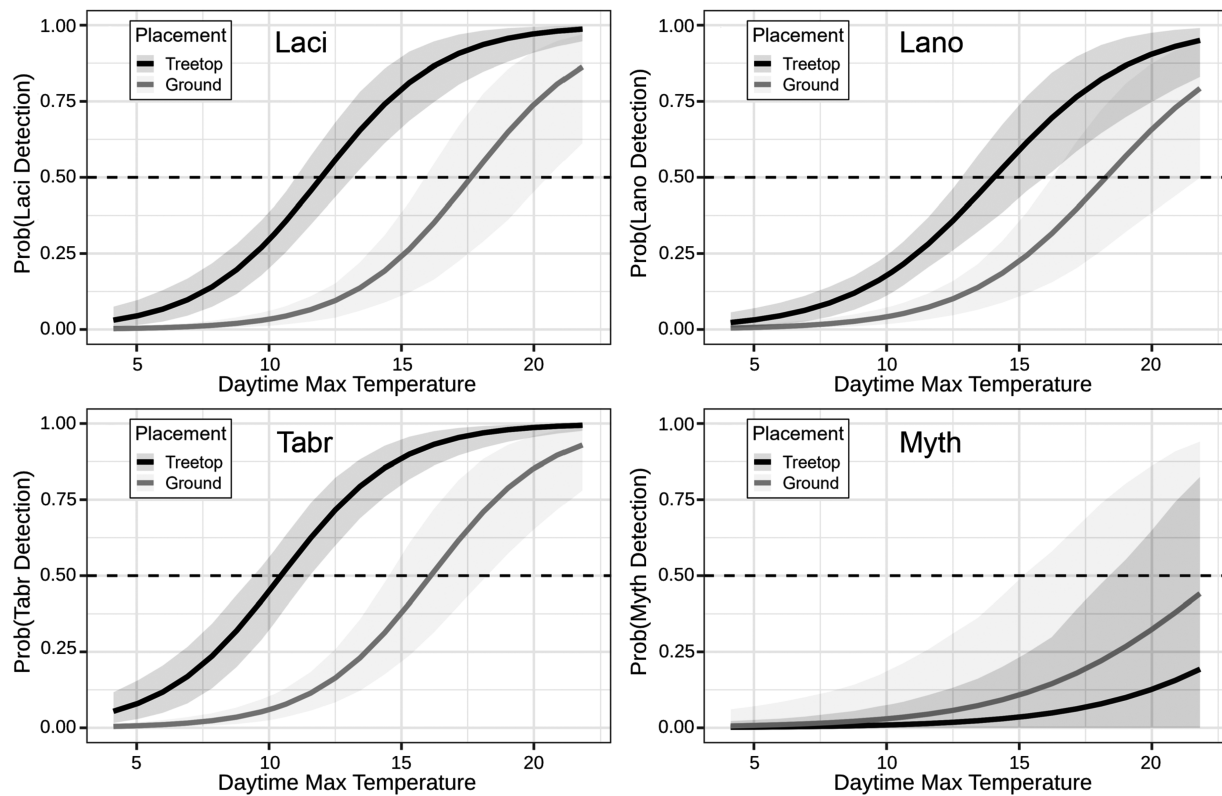 Laci
Placement
Treetop
Ground
Prob(Laci Detection)
1.00
0.75
0.50
0.25
0.00
5 10 15 20
Daytime Max Temperature
Lano
Placement
Treetop
Ground
Prob(Lano Detection)
1.00
0.75
0.50
0.25
0.00
5 10 15 20
Daytime Max Temperature
Tabr
Placement
Treetop
Ground
Prob(Tabr Detection)
1.00
0.75
0.50
0.25
0.00
5 10 15 20
Daytime Max Temperature
Myth
Placement
Treetop
Ground
Prob(Myth Detection)
1.00
0.75
0.50
0.25
0.00
5 10 15 20
Daytime Max Temperature